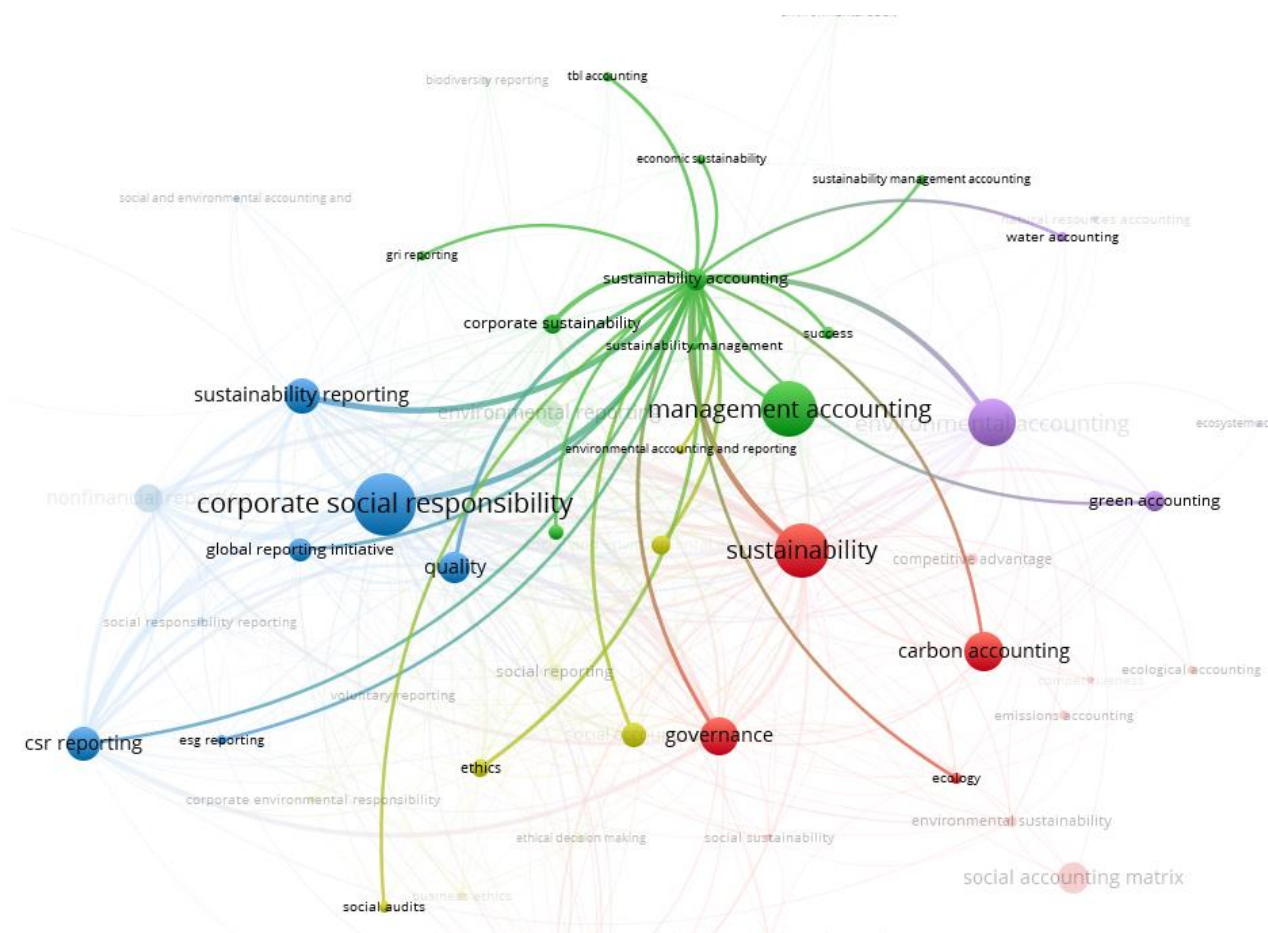 tbl accounting
biodiversity reporting
economic sustainability
sustainability management accounting
social and environmental accounting and
natural resources accounting
water accounting
gri reporting
sustainability accounting
corporate sustainability
success
sustainability management
sustainability reporting
environmental reporting
management accounting
environmental accounting
ecosystem
environmental accounting and reporting
nonfinancial reporting
corporate social responsibility
green accounting
global reporting initiative
sustainability
competitive advantage
quality
social responsibility reporting
carbon accounting
social reporting
ecological accounting
competitiveness
voluntary reporting
emissions accounting
csr reporting
esg reporting
governance
ethics
ecology
corporate environmental responsibility
environmental sustainability
ethical decision making
social sustainability
social accounting matrix
business ethics
social audits